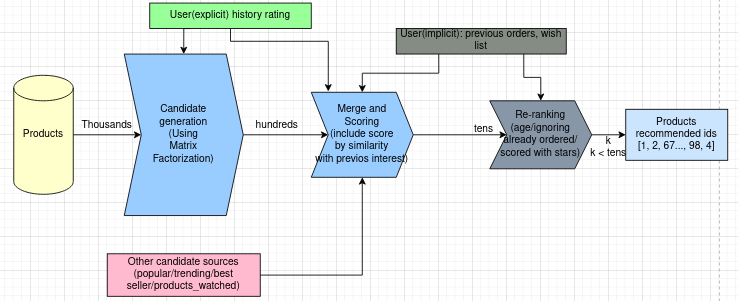 User(explicit) history rating
User(implicit): previous orders, wish
list
Products
Thousands
Candidate
generation
(Using
Matrix
Factorization)
hundreds
Merge and
Scoring
(include score
by similarity
with previos interest)
tens
Re-ranking
(age/ignoring
already ordered/
scored with stars)
k
k < tens
Products
recommended ids
[1, 2, 67..., 98, 4]
Other candidate sources
(popular/trending/best
seller/products_watched)